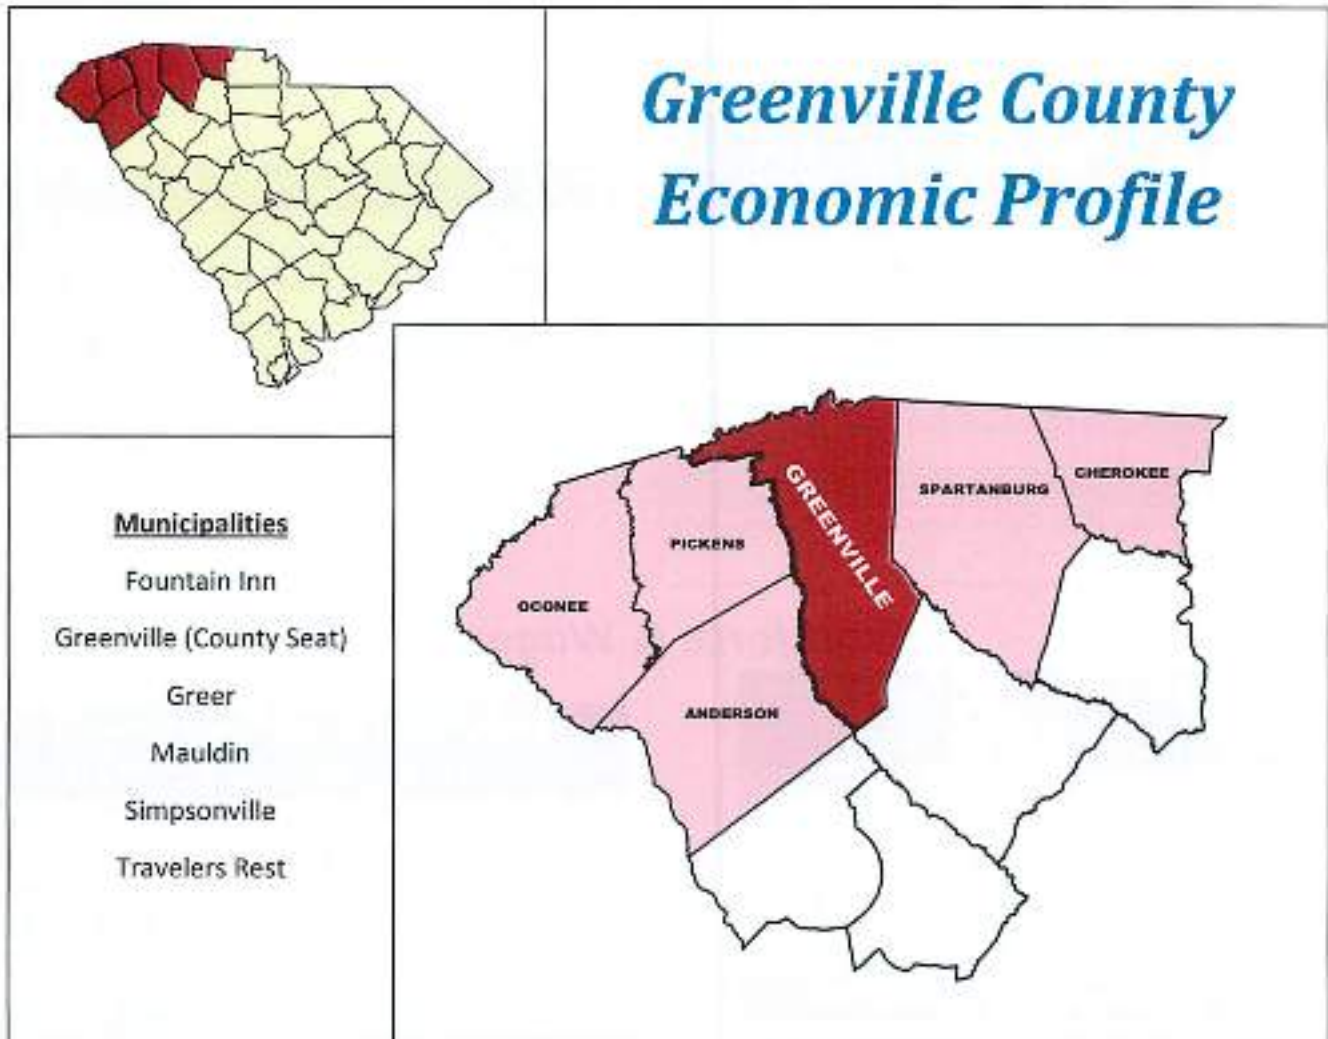 Greenville County
Economic Profile
Municipalities
Fountain Inn
Greenville (County Seat)
Greer
Mauldin
Simpsonville
Travelers Rest
GREENVILLE
SPARTANBURG
CHEROKEE
PICKENS
OCONEE
ANDERSON